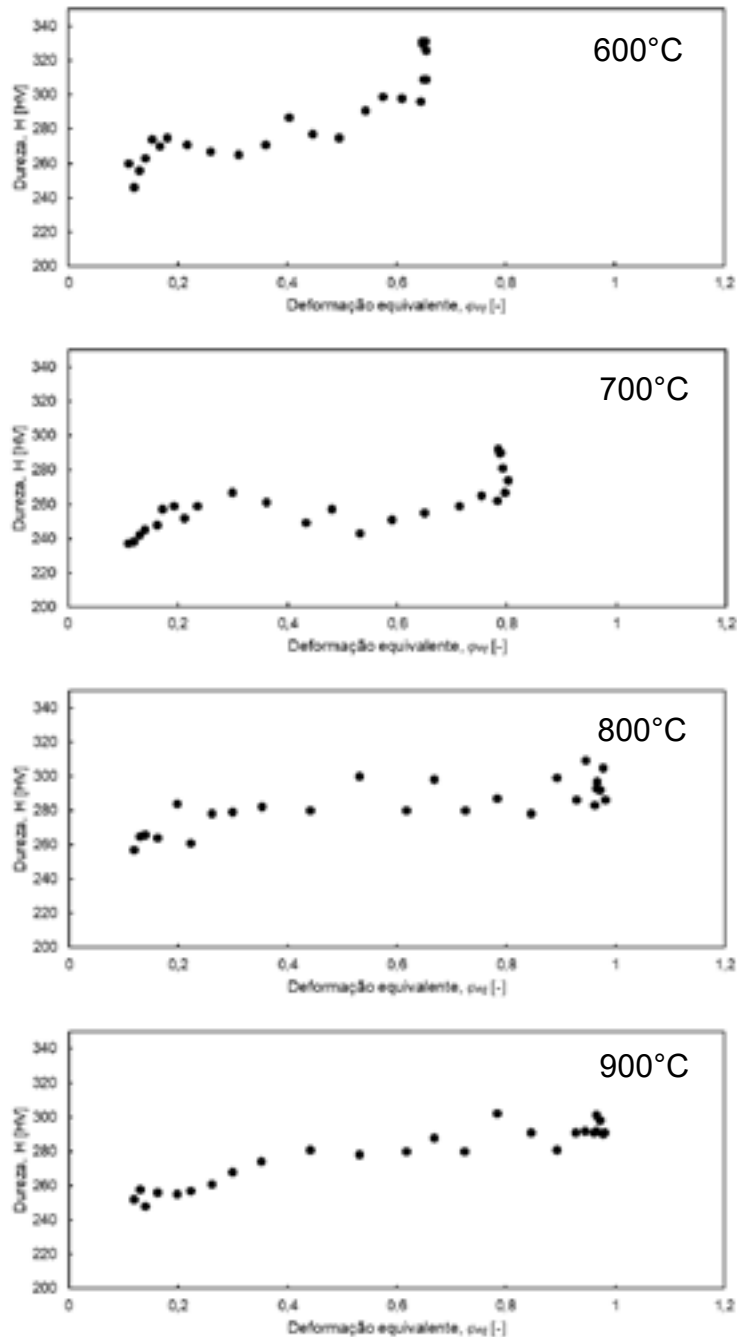 600°C
Dureza, H [HV]
340
320
300
280
260
240
220
200
0 0,2 0,4 0,6 0,8 1 1,2
Deformação equivalente, φ [-]
700°C
Dureza, H [HV]
340
320
300
280
260
240
220
200
0 0,2 0,4 0,6 0,8 1 1,2
Deformação equivalente, φ [-]
800°C
Dureza, H [HV]
340
320
300
280
260
240
220
200
0 0,2 0,4 0,6 0,8 1 1,2
Deformação equivalente, φ [-]
900°C
Dureza, H [HV]
340
320
300
280
260
240
220
200
0 0,2 0,4 0,6 0,8 1 1,2
Deformação equivalente, φ [-]